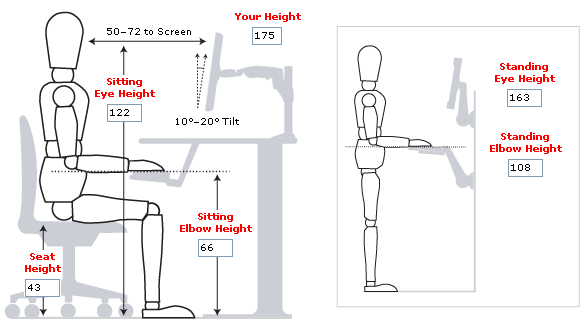 Your Height
175
50–72 to Screen
Sitting
Eye Height
122
10°–20° Tilt
Sitting
Elbow Height
66
Seat
Height
43
Standing
Eye Height
163
Standing
Elbow Height
108